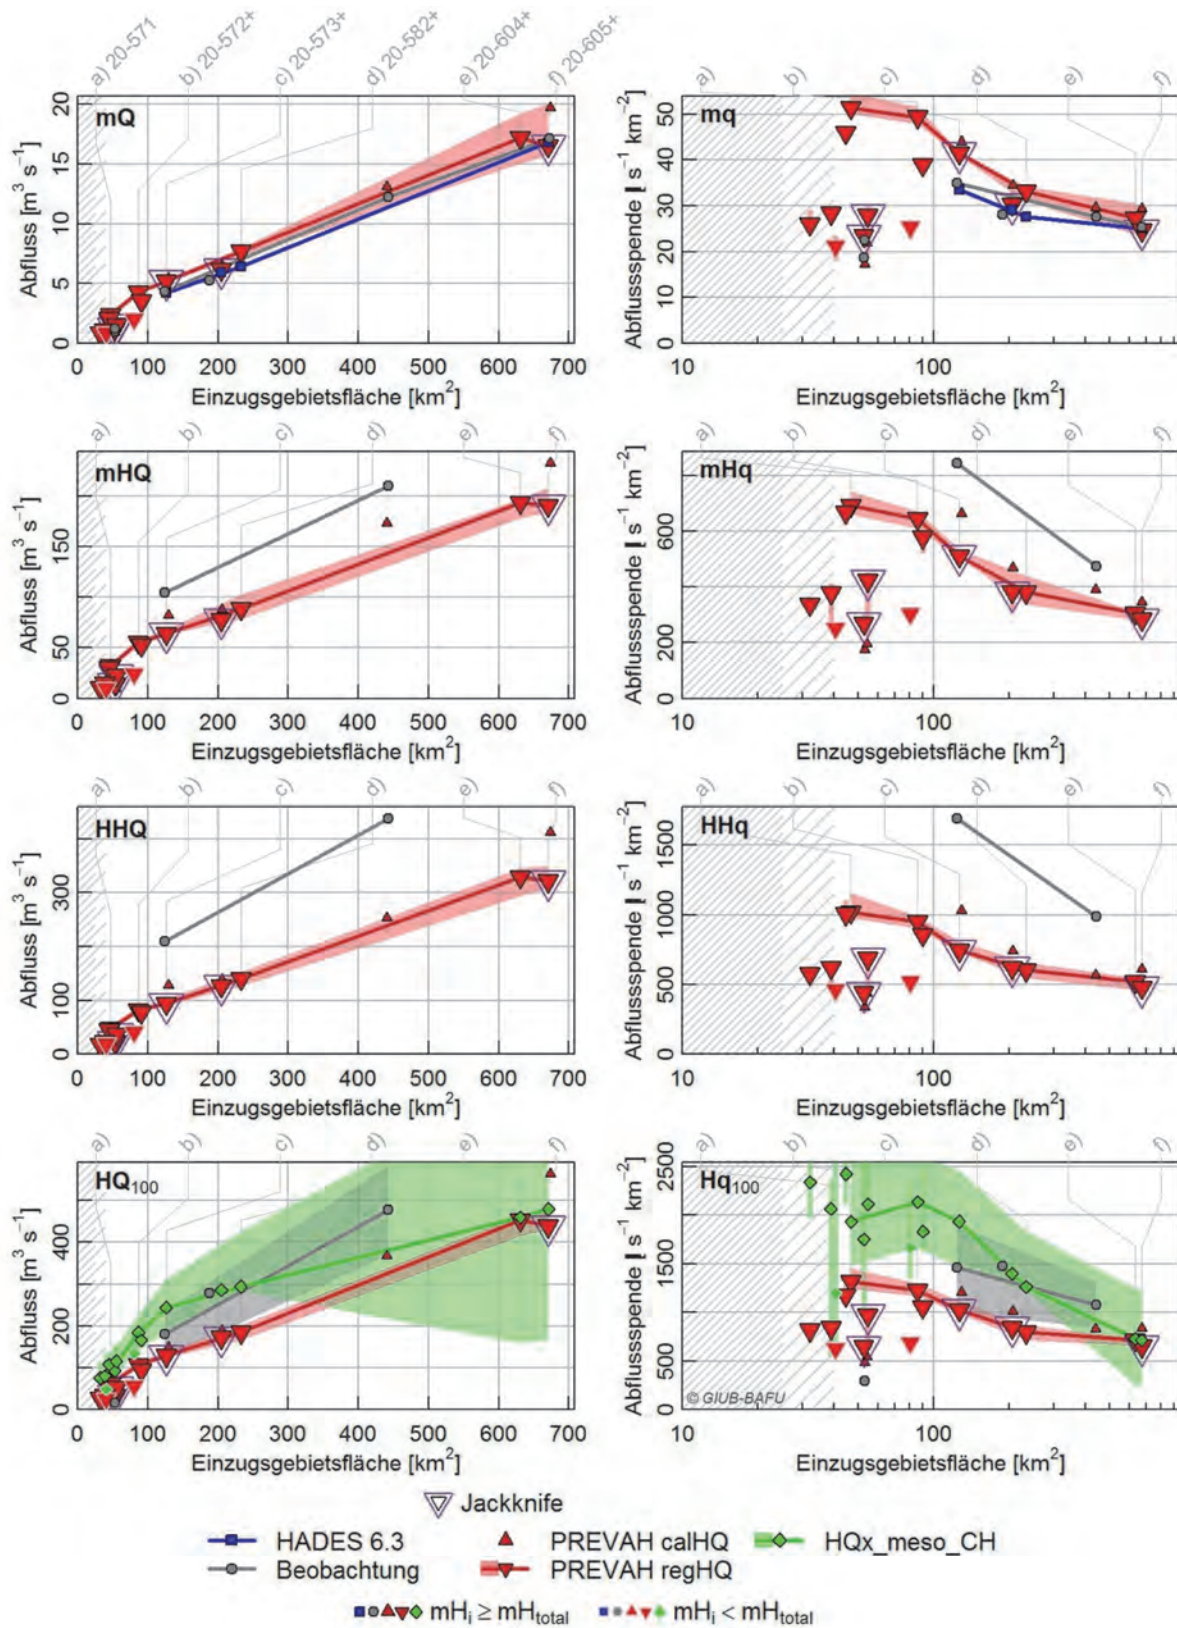 a) 20-571
b) 20-572+
c) 20-573+
d) 20-582+
e) 20-604+
f) 20-605+
mQ
Abfluss [m³ s⁻¹]
0 5 10 15 20
0 100 200 300 400 500 600 700
Einzugsgebietsfläche [km²]
a) b) c) d) e) f)
mq
Abflussspende [l s⁻¹ km⁻²]
0 10 20 30 40 50
10 100
Einzugsgebietsfläche [km²]
a) b) c) d) e) f)
mHQ
Abfluss [m³ s⁻¹]
0 50 150
0 100 200 300 400 500 600 700
Einzugsgebietsfläche [km²]
a) b) c) d) e) f)
mHq
Abflussspende [l s⁻¹ km⁻²]
0 200 600
10 100
Einzugsgebietsfläche [km²]
a) b) c) d) e) f)
HHQ
Abfluss [m³ s⁻¹]
0 100 300
0 100 200 300 400 500 600 700
Einzugsgebietsfläche [km²]
a) b) c) d) e) f)
HHq
Abflussspende [l s⁻¹ km⁻²]
0 500 1000 1500
10 100
Einzugsgebietsfläche [km²]
a) b) c) d) e) f)
HQ₁₀₀
Abfluss [m³ s⁻¹]
0 200 400
0 100 200 300 400 500 600 700
Einzugsgebietsfläche [km²]
a) b) c) d) e) f)
Hq₁₀₀
Abflussspende [l s⁻¹ km⁻²]
0 500 1500 2500
© GIUB-BAFU
10 100
Einzugsgebietsfläche [km²]
Jackknife
HADES 6.3 PREVAH calHQ HQx_meso_CH
Beobachtung PREVAH regHQ
mHᵢ ≥ mH_total mHᵢ < mH_total